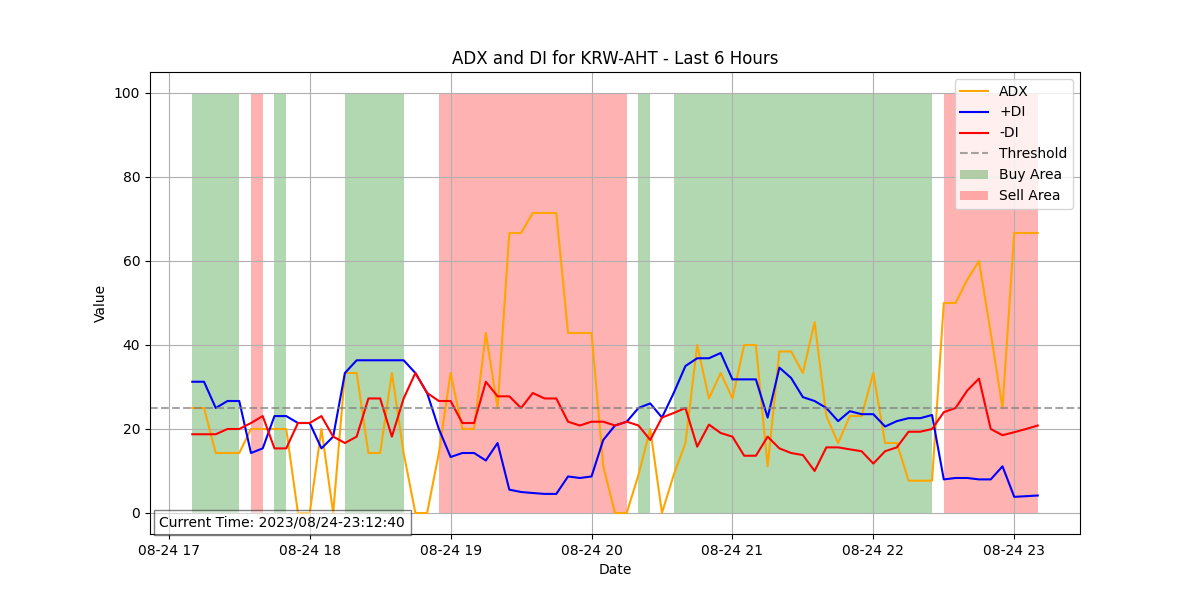 ADX and DI for KRW-AHT - Last 6 Hours
100
80
60
40
20
0
Value
ADX
+DI
-DI
Threshold
Buy Area
Sell Area
Current Time: 2023/08/24-23:12:40
08-24 17
08-24 18
08-24 19
08-24 20
08-24 21
08-24 22
08-24 23
Date